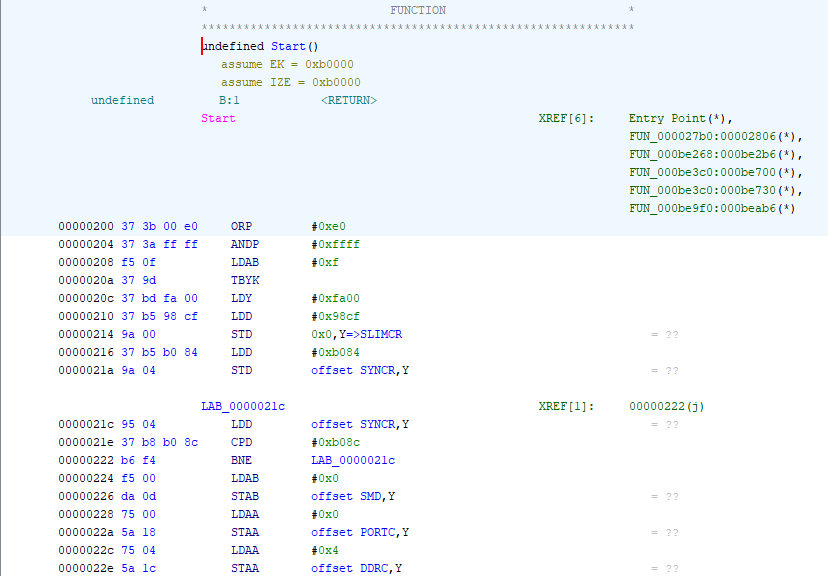 * FUNCTION *
**************************************************************
undefined Start()
assume EK = 0xb0000
assume IZE = 0xb0000
undefined B:1 <RETURN>
Start XREF[6]: Entry Point(*),
FUN_000027b0:00002806(*),
FUN_000be268:000be2b6(*),
FUN_000be3c0:000be700(*),
FUN_000be3c0:000be730(*),
FUN_000be9f0:000beab6(*)
00000200 37 3b 00 e0 ORP #0xe0
00000204 37 3a ff ff ANDP #0xffff
00000208 f5 0f LDAB #0xf
0000020a 37 9d TBYK
0000020c 37 bd fa 00 LDY #0xfa00
00000210 37 b5 98 cf LDD #0x98cf
00000214 9a 00 STD 0x0,Y=>SLIMCR = ??
00000216 37 b5 b0 84 LDD #0xb084
0000021a 9a 04 STD offset SYNCR,Y = ??
LAB_0000021c XREF[1]: 00000222(j)
0000021c 95 04 LDD offset SYNCR,Y = ??
0000021e 37 b8 b0 8c CPD #0xb08c
00000222 b6 f4 BNE LAB_0000021c
00000224 f5 00 LDAB #0x0
00000226 da 0d STAB offset SMD,Y = ??
00000228 75 00 LDAA #0x0
0000022a 5a 18 STAA offset PORTC,Y = ??
0000022c 75 04 LDAA #0x4
0000022e 5a 1c STAA offset DDRC,Y = ??